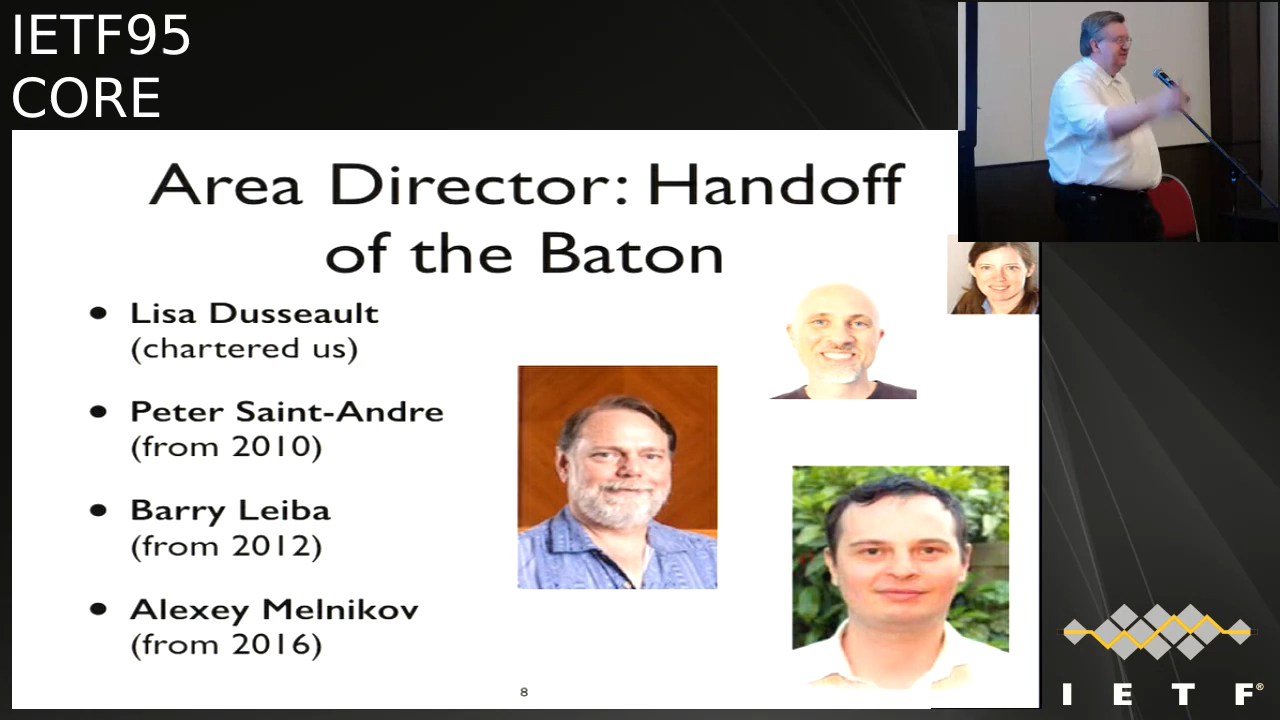 IETF95
CORE
Area Director: Handoff
of the Baton
• Lisa Dusseault
(chartered us)
• Peter Saint-Andre
(from 2010)
• Barry Leiba
(from 2012)
• Alexey Melnikov
(from 2016)
8
I E T F®